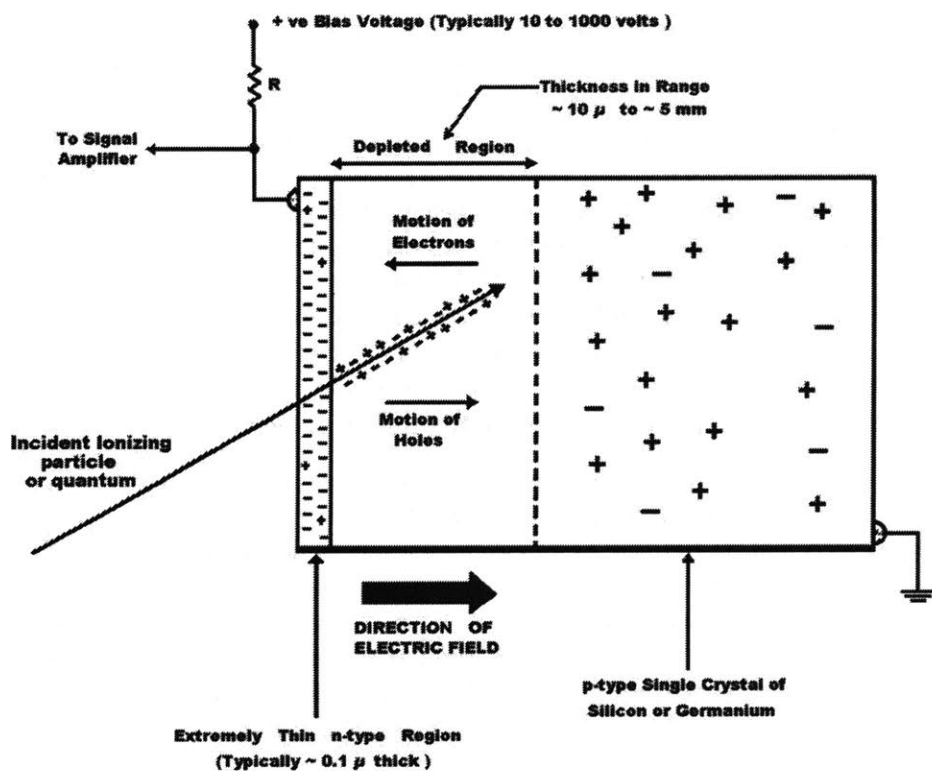 + ve Bias Voltage (Typically 10 to 1000 volts )
R
Thickness in Range
~ 10 µ to ~ 5 mm
To Signal
Amplifier
Depleted Region
Motion of
Electrons
Motion of
Holes
Incident Ionizing
particle
or quantum
DIRECTION OF
ELECTRIC FIELD
p-type Single Crystal of
Silicon or Germanium
Extremely Thin n-type Region
(Typically ~ 0.1 µ thick )